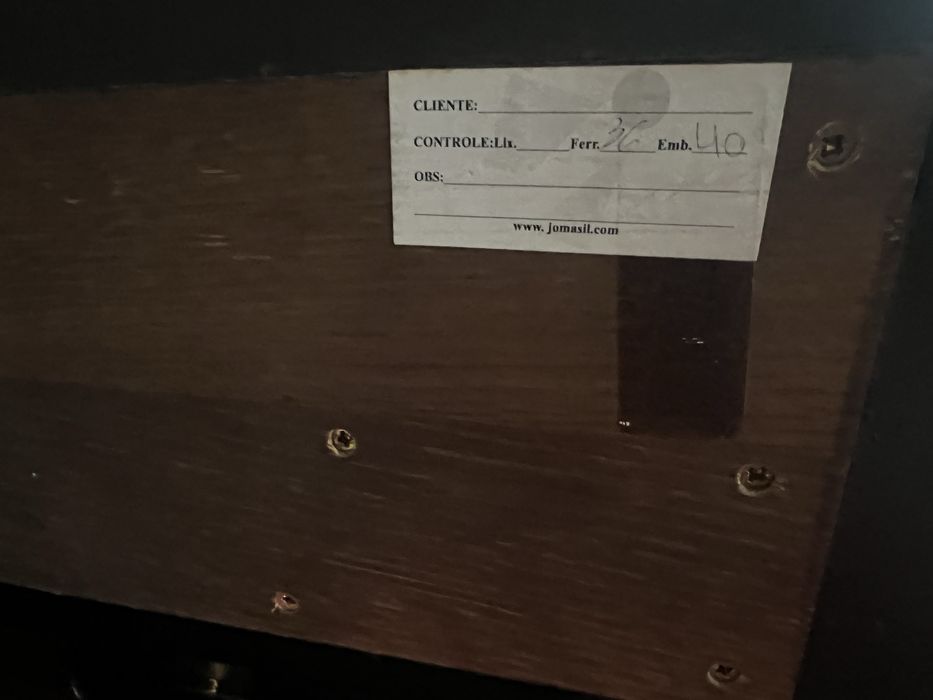 CLIENTE:
CONTROLE:Lix. Ferr. Emb. 40
OBS:
www. Jomasil.com